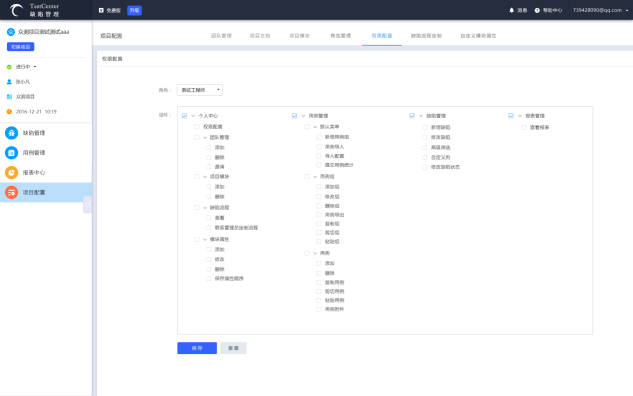 TestCenter
缺陷管理
免费版 升级
消息 帮助中心 739428090@qq.com
众测项目测试测试aaa
切换项目
进行中
张小凡
众测项目
2016-12-21 10:19
缺陷管理
用例管理
报表中心
项目配置
项目配置
团队管理 项目文档 项目模块 角色管理 权限配置 缺陷流程定制 自定义模块属性
权限配置
角色： 测试工程师
组件：
个人中心
权限配置
团队管理
添加
删除
邀请
项目模块
添加
删除
缺陷流程
查看
联系管理员定制流程
模块属性
添加
修改
删除
保存属性顺序
用例管理
默认菜单
新增用例组
用例导入
导入配置
提交用例统计
用例组
添加组
修改组
删除组
用例导出
复制组
剪切组
粘贴组
用例
添加
删除
复制用例
剪切用例
粘贴用例
用例附件
缺陷管理
新增缺陷
修改缺陷
高级筛选
自定义列
修改缺陷状态
报表管理
查看报表
保存 重置